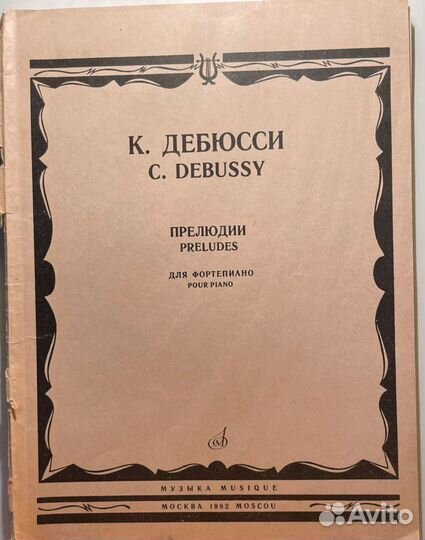 К. ДЕБЮССИ
C. DEBUSSY
ПРЕЛЮДИИ
PRELUDES
ДЛЯ ФОРТЕПИАНО
POUR PIANO
МУЗЫКА MUSIQUE
МОСКВА 1982 MOSCOU
Avito